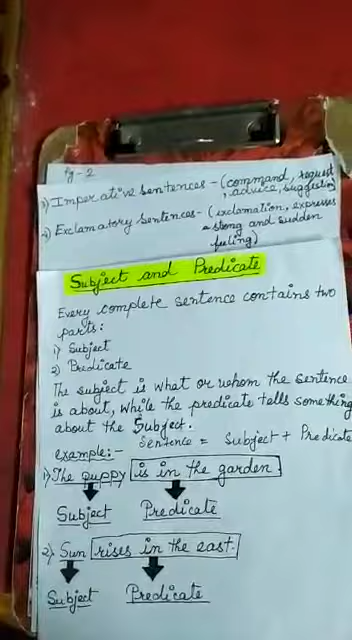 Pg-2
3) Imperative sentences - (command, request
, advice, suggestion)
4) Exclamatory sentences - (exclamation, expresses
a strong and sudden
feeling)
Subject and Predicate
Every complete sentence contains two
parts:
1) Subject
2) Predicate
The subject is what or whom the sentence
is about, while the predicate tells something
about the Subject.
Sentence = Subject + Predicate
example:-
1) The puppy is in the garden.
Subject Predicate
2) Sun rises in the east.
Subject Predicate